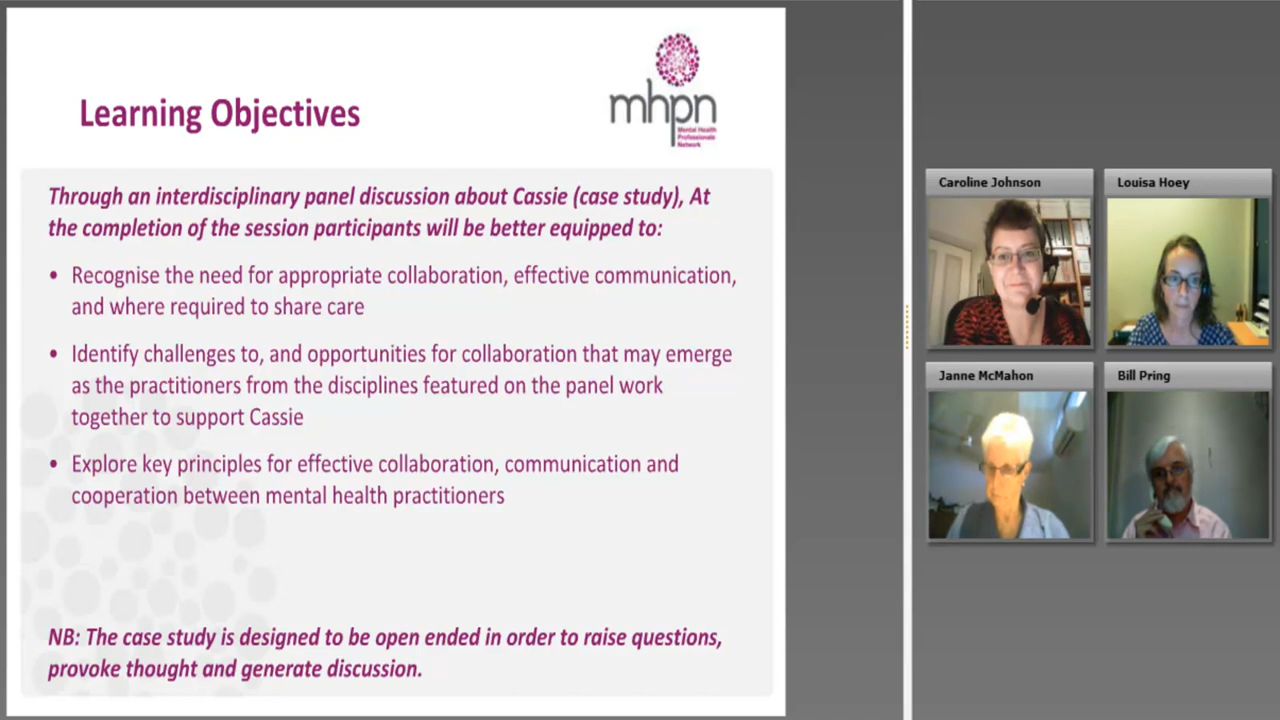 Learning Objectives
mhpn
Mental Health
Professionals
Network
Through an interdisciplinary panel discussion about Cassie (case study), At
the completion of the session participants will be better equipped to:
• Recognise the need for appropriate collaboration, effective communication,
and where required to share care
• Identify challenges to, and opportunities for collaboration that may emerge
as the practitioners from the disciplines featured on the panel work
together to support Cassie
• Explore key principles for effective collaboration, communication and
cooperation between mental health practitioners
NB: The case study is designed to be open ended in order to raise questions,
provoke thought and generate discussion.
Caroline Johnson
Louisa Hoey
Janne McMahon
Bill Pring